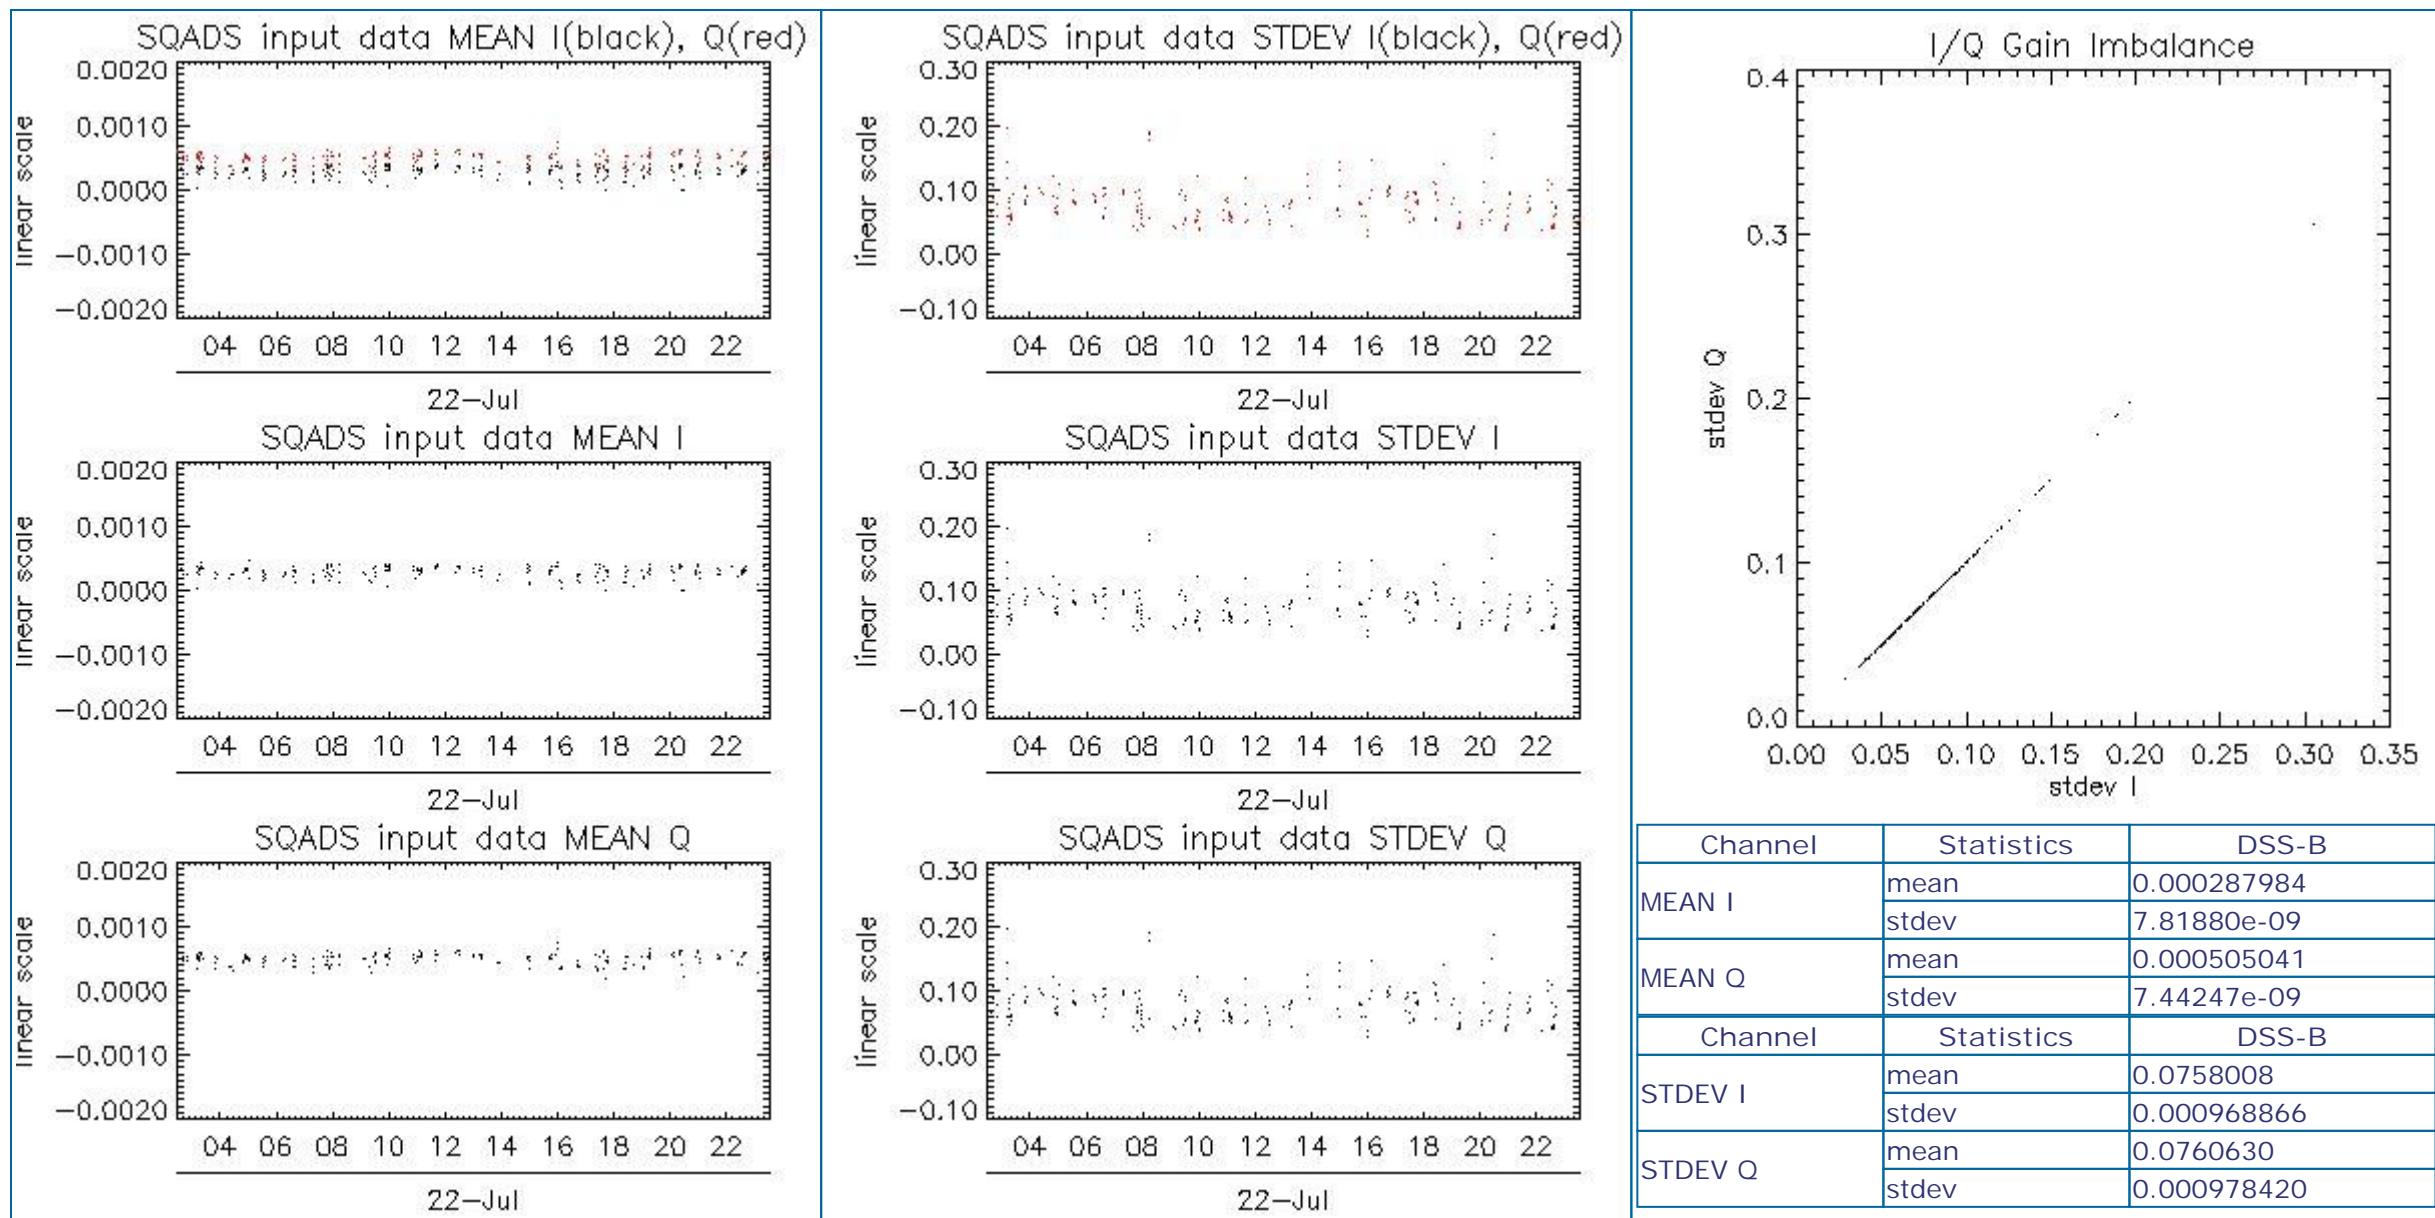 SQADS input data MEAN I(black), Q(red)
linear scale
0.0020
0.0010
0.0000
−0.0010
−0.0020
04 06 08 10 12 14 16 18 20 22
22−Jul
SQADS input data MEAN I
linear scale
0.0020
0.0010
0.0000
−0.0010
−0.0020
04 06 08 10 12 14 16 18 20 22
22−Jul
SQADS input data MEAN Q
linear scale
0.0020
0.0010
0.0000
−0.0010
−0.0020
04 06 08 10 12 14 16 18 20 22
22−Jul
SQADS input data STDEV I(black), Q(red)
linear scale
0.30
0.20
0.10
0.00
−0.10
04 06 08 10 12 14 16 18 20 22
22−Jul
SQADS input data STDEV I
linear scale
0.30
0.20
0.10
0.00
−0.10
04 06 08 10 12 14 16 18 20 22
22−Jul
SQADS input data STDEV Q
linear scale
0.30
0.20
0.10
0.00
−0.10
04 06 08 10 12 14 16 18 20 22
22−Jul
I/Q Gain Imbalance
stdev Q
0.4
0.3
0.2
0.1
0.0
0.00 0.05 0.10 0.15 0.20 0.25 0.30 0.35
stdev I
Channel Statistics DSS-B
MEAN I
mean 0.000287984
stdev 7.81880e-09
MEAN Q
mean 0.000505041
stdev 7.44247e-09
Channel Statistics DSS-B
STDEV I
mean 0.0758008
stdev 0.000968866
STDEV Q
mean 0.0760630
stdev 0.000978420